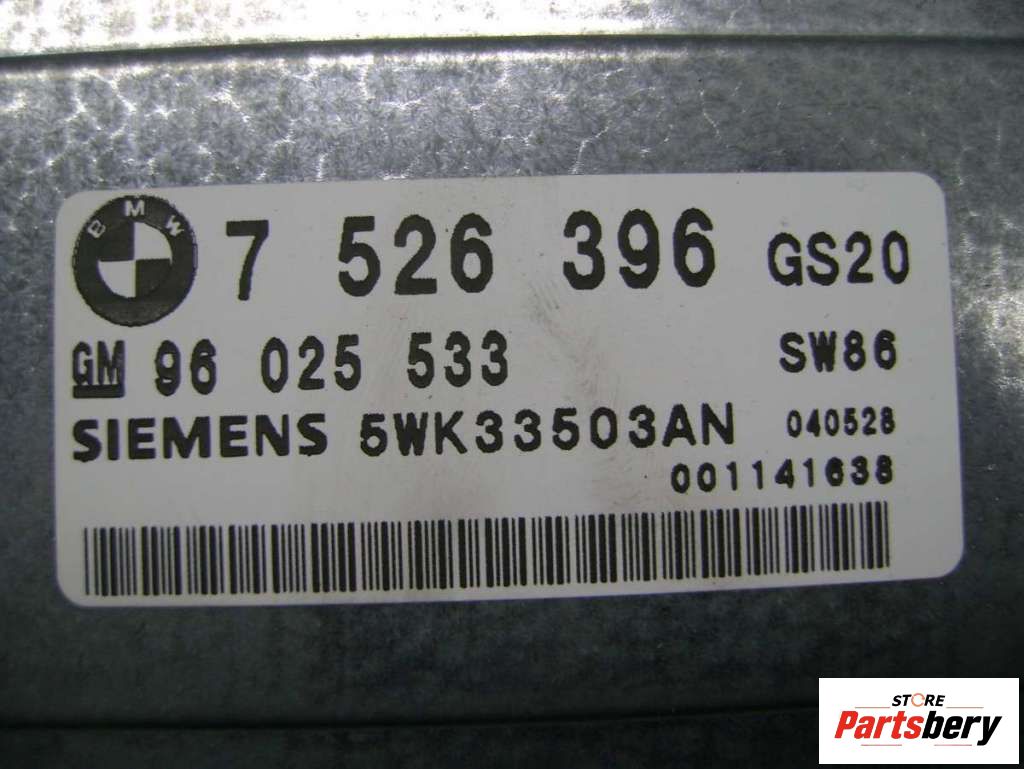 BMW 7 526 396 GS20
GM 96 025 533 SW86
SIEMENS 5WK33503AN 040528
001141638
STORE
Partsbery